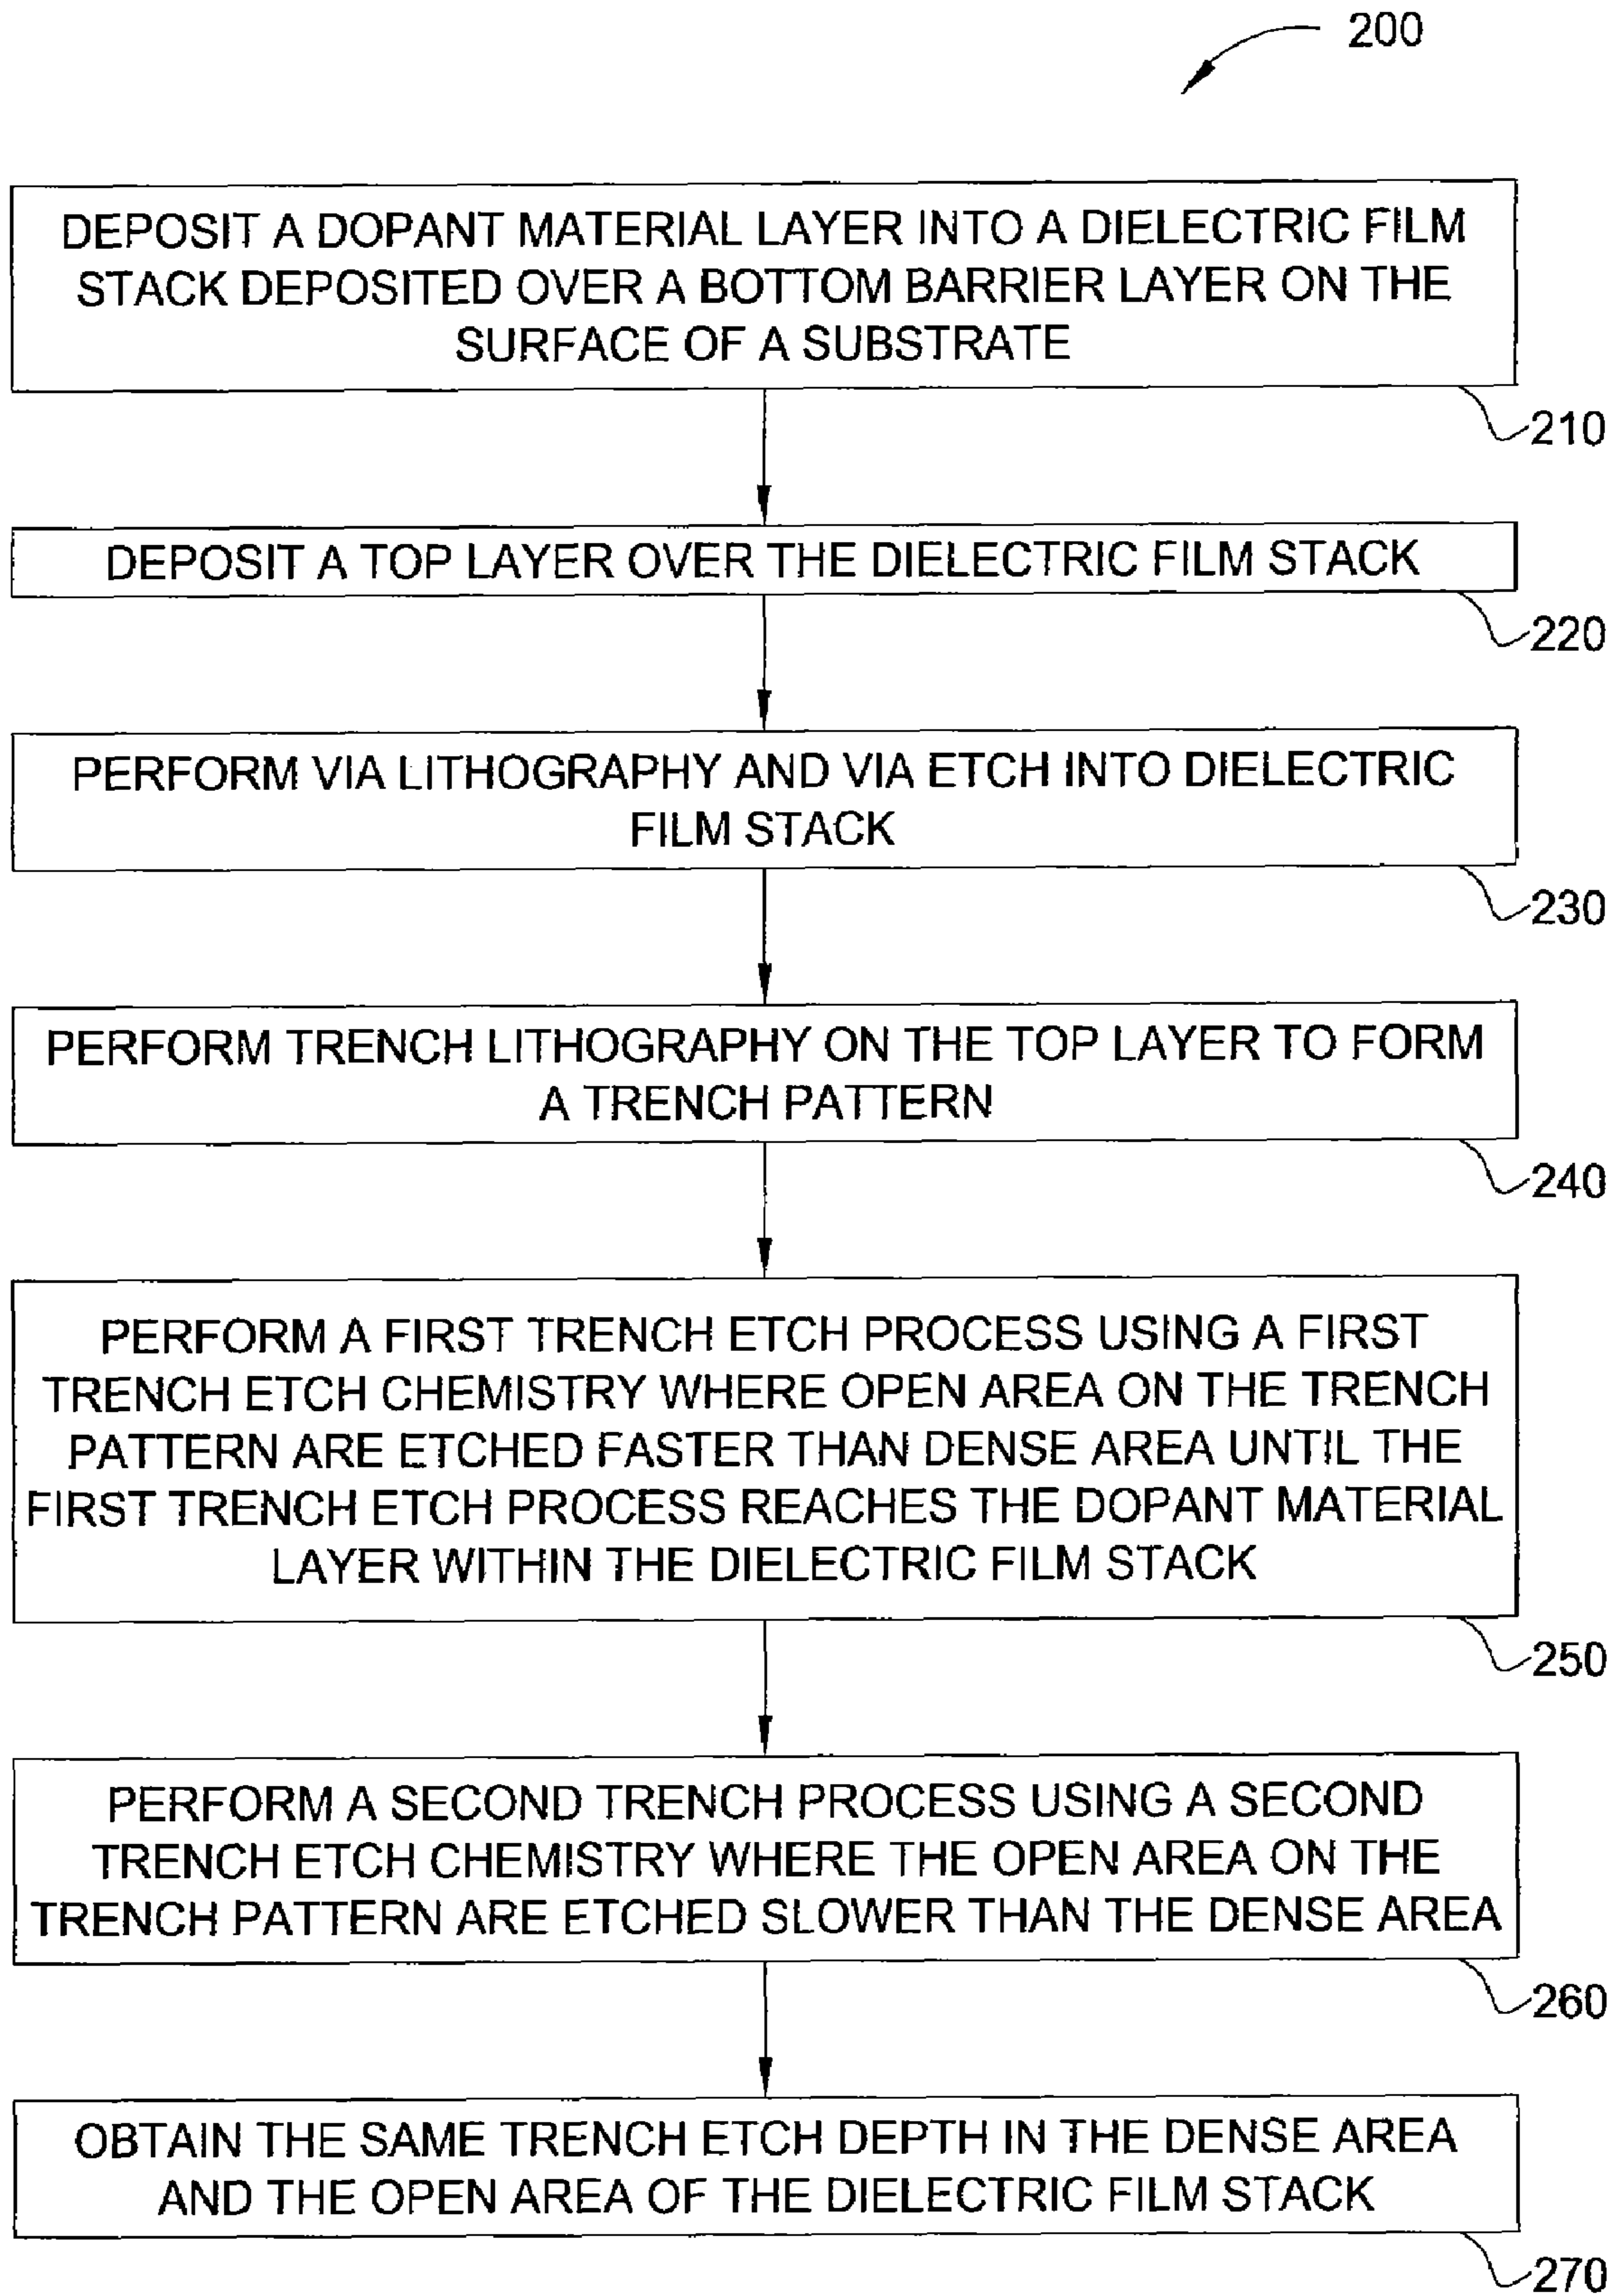 200
DEPOSIT A DOPANT MATERIAL LAYER INTO A DIELECTRIC FILM
STACK DEPOSITED OVER A BOTTOM BARRIER LAYER ON THE
SURFACE OF A SUBSTRATE
210
DEPOSIT A TOP LAYER OVER THE DIELECTRIC FILM STACK
220
PERFORM VIA LITHOGRAPHY AND VIA ETCH INTO DIELECTRIC
FILM STACK
230
PERFORM TRENCH LITHOGRAPHY ON THE TOP LAYER TO FORM
A TRENCH PATTERN
240
PERFORM A FIRST TRENCH ETCH PROCESS USING A FIRST
TRENCH ETCH CHEMISTRY WHERE OPEN AREA ON THE TRENCH
PATTERN ARE ETCHED FASTER THAN DENSE AREA UNTIL THE
FIRST TRENCH ETCH PROCESS REACHES THE DOPANT MATERIAL
LAYER WITHIN THE DIELECTRIC FILM STACK
250
PERFORM A SECOND TRENCH PROCESS USING A SECOND
TRENCH ETCH CHEMISTRY WHERE THE OPEN AREA ON THE
TRENCH PATTERN ARE ETCHED SLOWER THAN THE DENSE AREA
260
OBTAIN THE SAME TRENCH ETCH DEPTH IN THE DENSE AREA
AND THE OPEN AREA OF THE DIELECTRIC FILM STACK
270